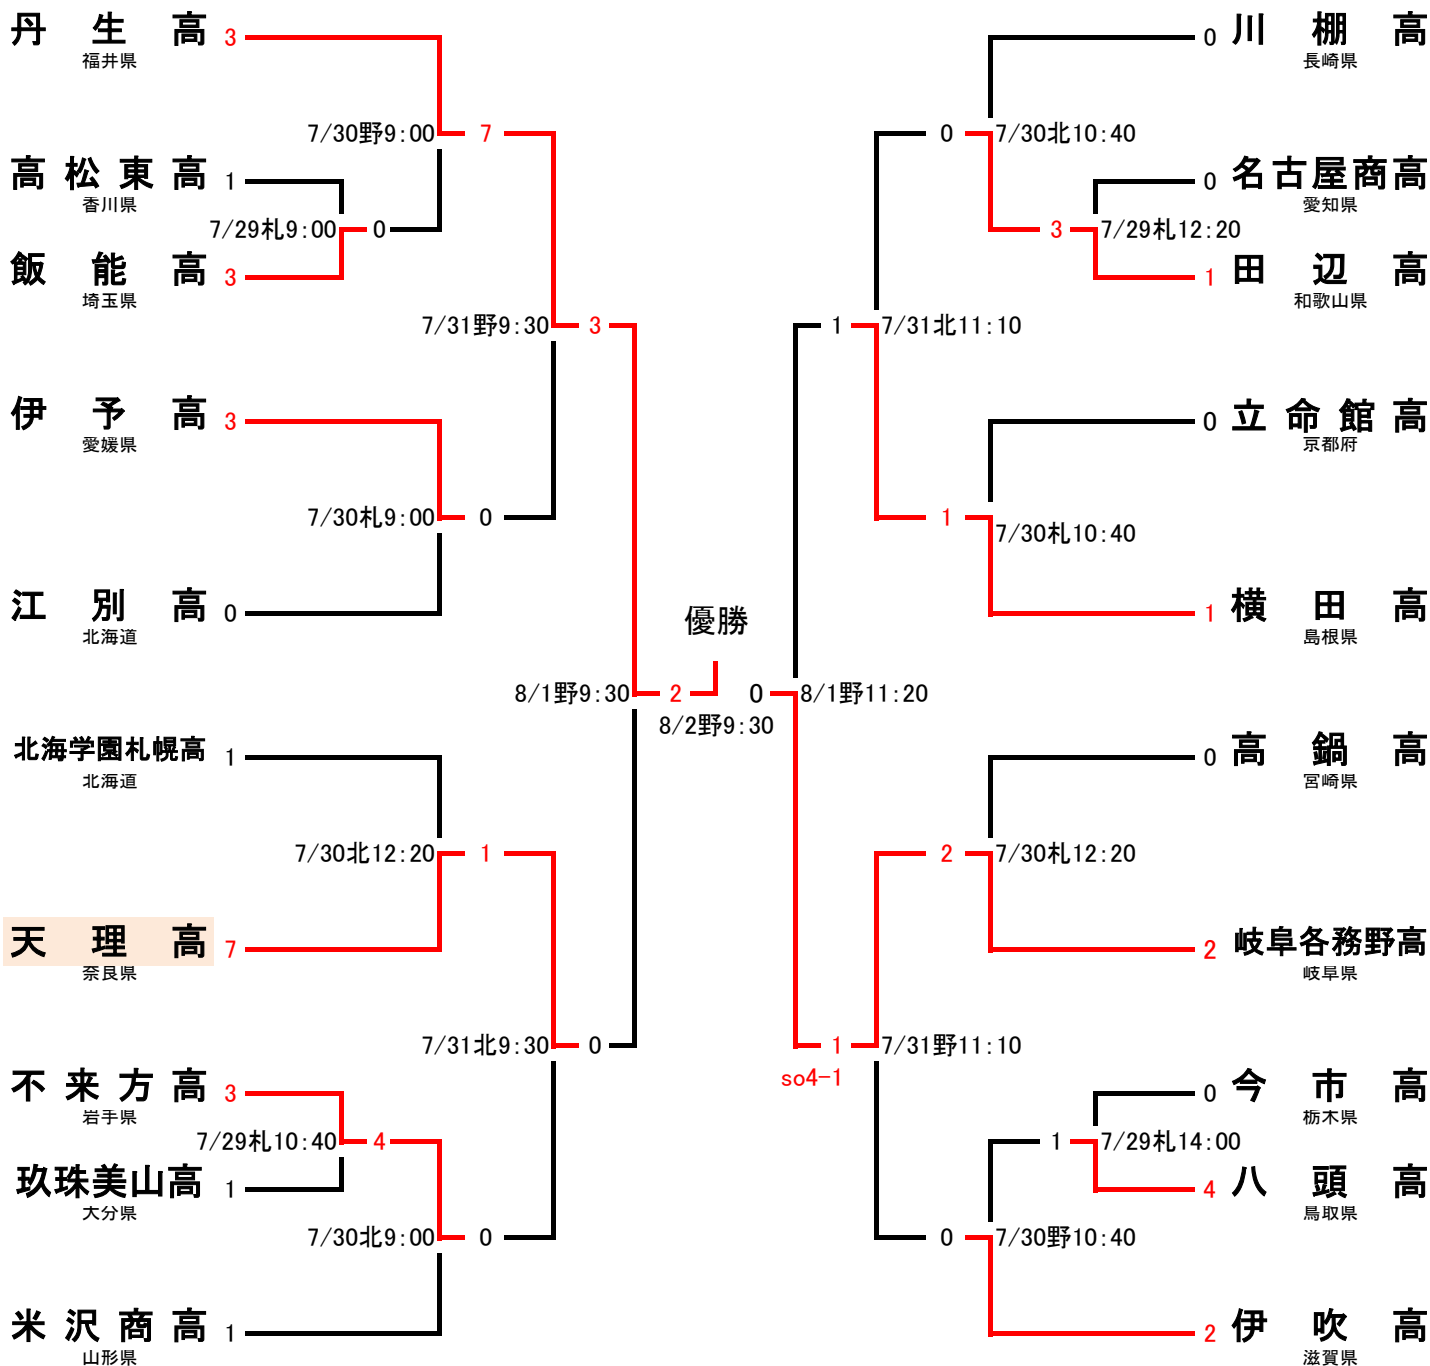 丹生高 3
福井県
7/30野9:00 7
高松東高 1
香川県
7/29札9:00 0
飯能高 3
埼玉県
7/31野9:30 3
伊予高 3
愛媛県
7/30札9:00 0
江別高 0
北海道
優勝
8/1野9:30 2
8/2野9:30
0 8/1野11:20
北海学園札幌高 1
北海道
7/30北12:20 1
天理高 7
奈良県
7/31北9:30 0
不来方高 3
岩手県
7/29札10:40 4
玖珠美山高 1
大分県
7/30北9:00 0
米沢商高 1
山形県
0 川棚高
長崎県
0 7/30北10:40
0 名古屋商高
愛知県
3 7/29札12:20
1 田辺高
和歌山県
1 7/31北11:10
0 立命館高
京都府
1 7/30札10:40
1 横田高
島根県
0 高鍋高
宮崎県
2 7/30札12:20
2 岐阜各務野高
岐阜県
1 7/31野11:10
so4-1
0 今市高
栃木県
1 7/29札14:00
4 八頭高
鳥取県
0 7/30野10:40
2 伊吹高
滋賀県